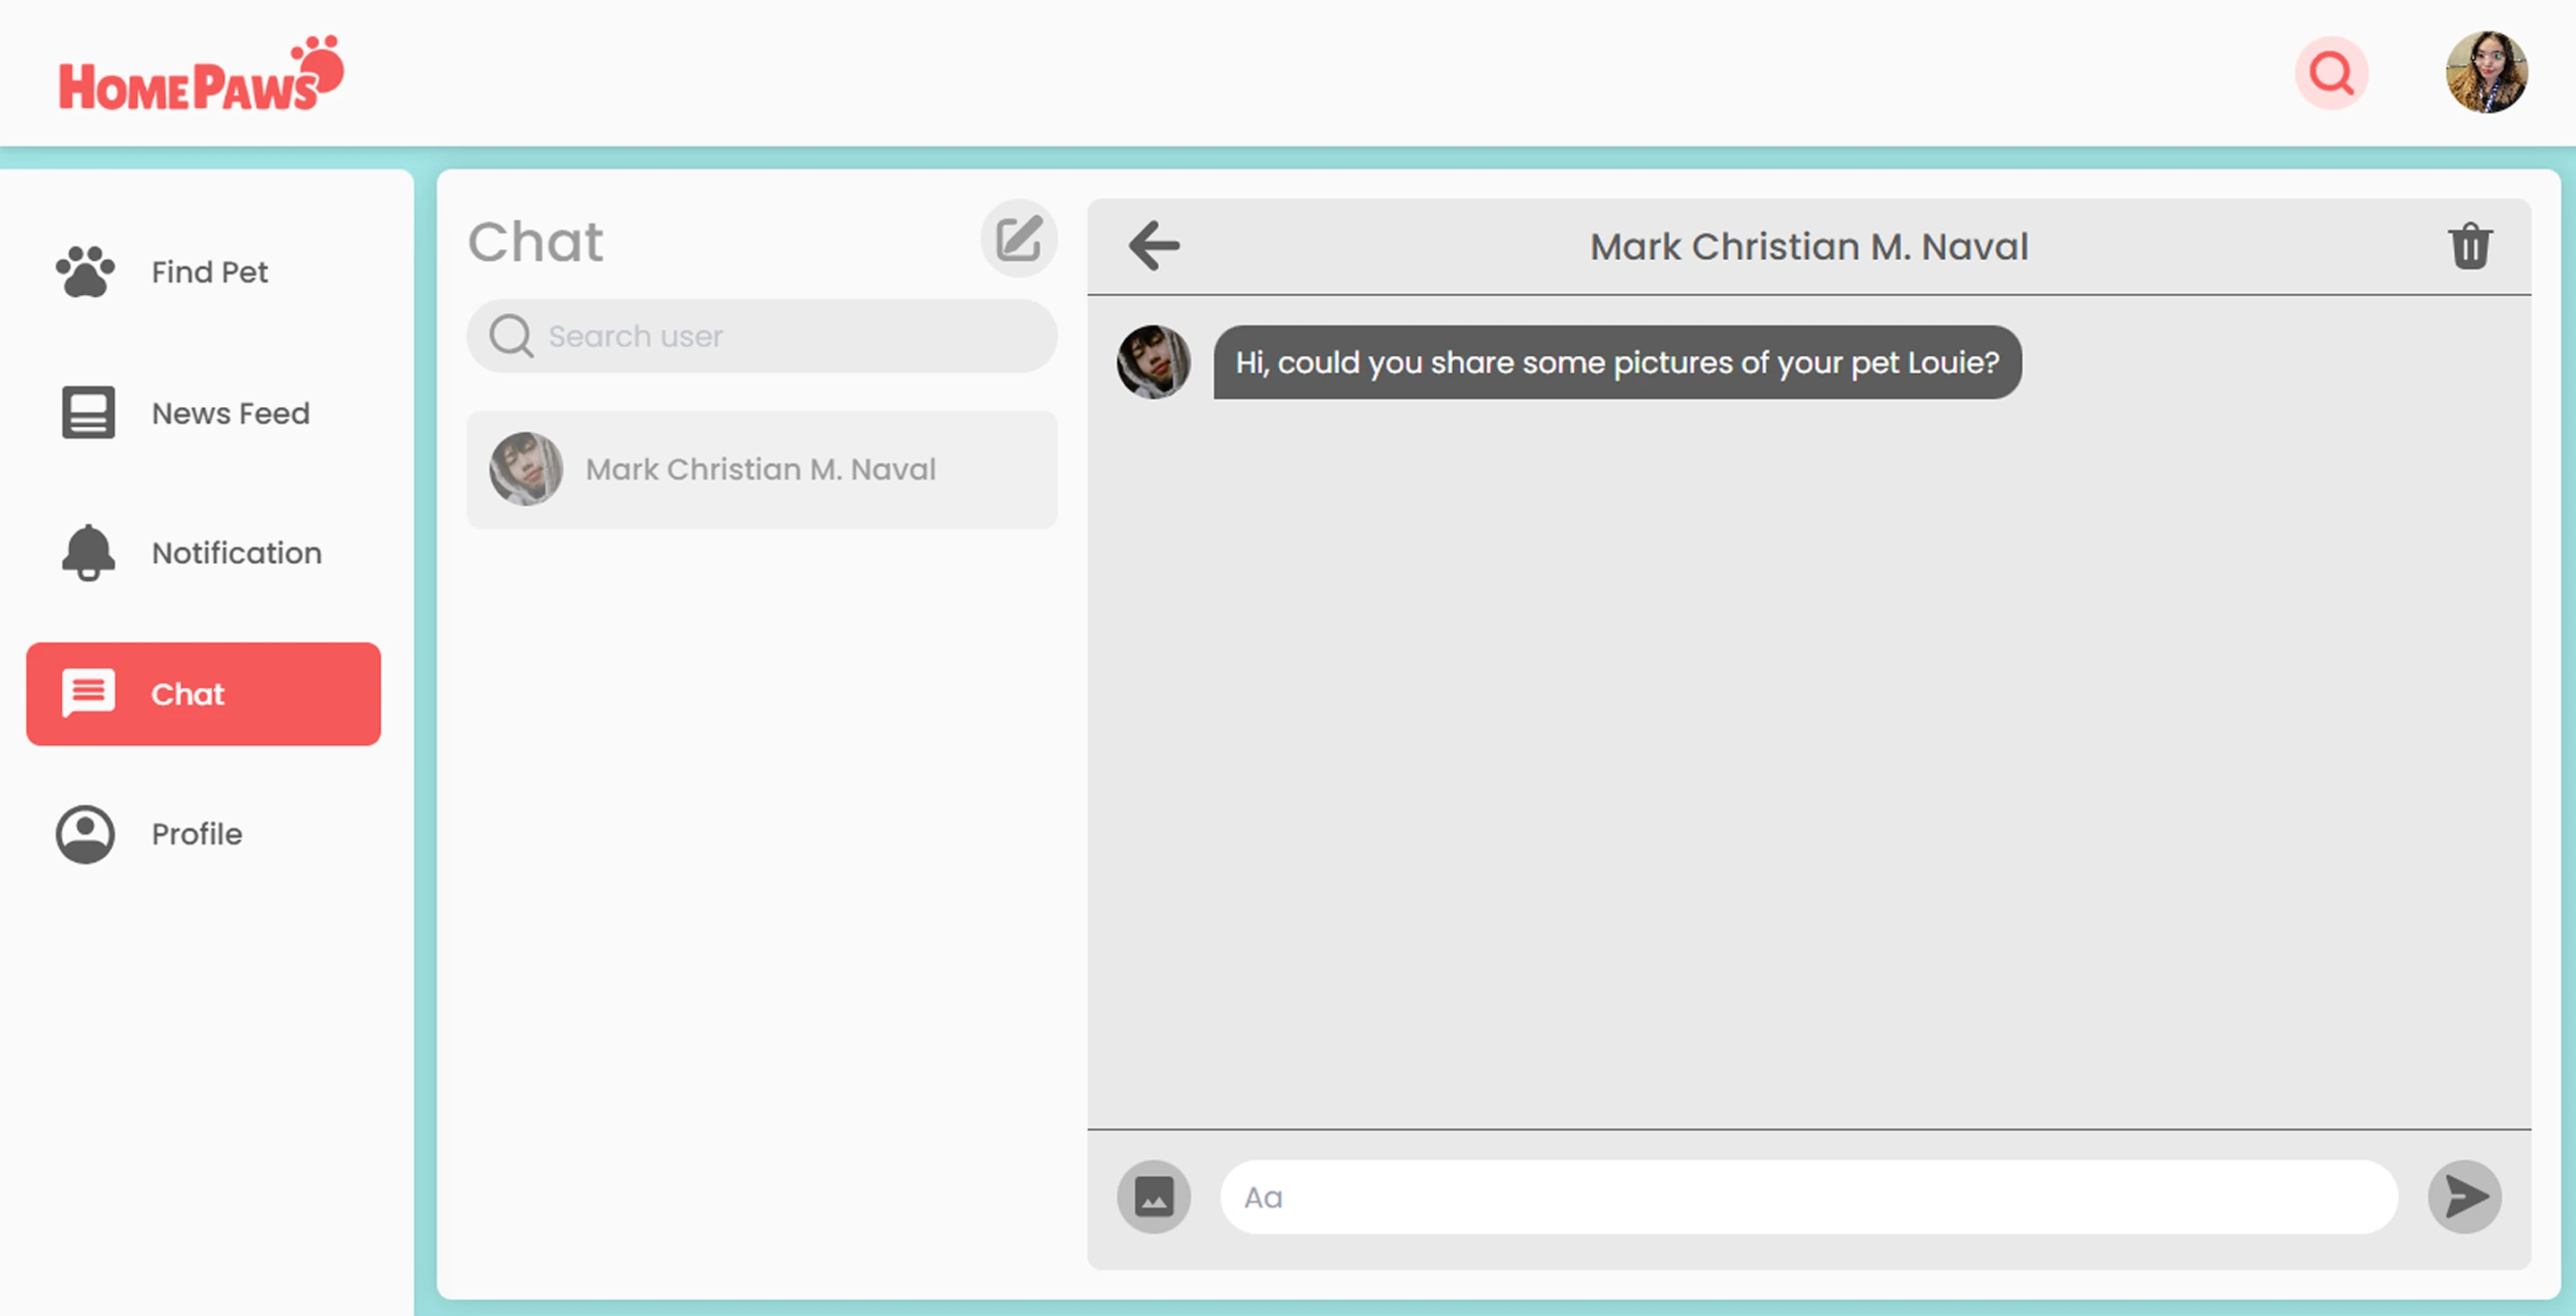 HOMEPAWS
Find Pet
News Feed
Notification
Chat
Profile
Chat
Search user
Mark Christian M. Naval
Mark Christian M. Naval
Hi, could you share some pictures of your pet Louie?
Aa